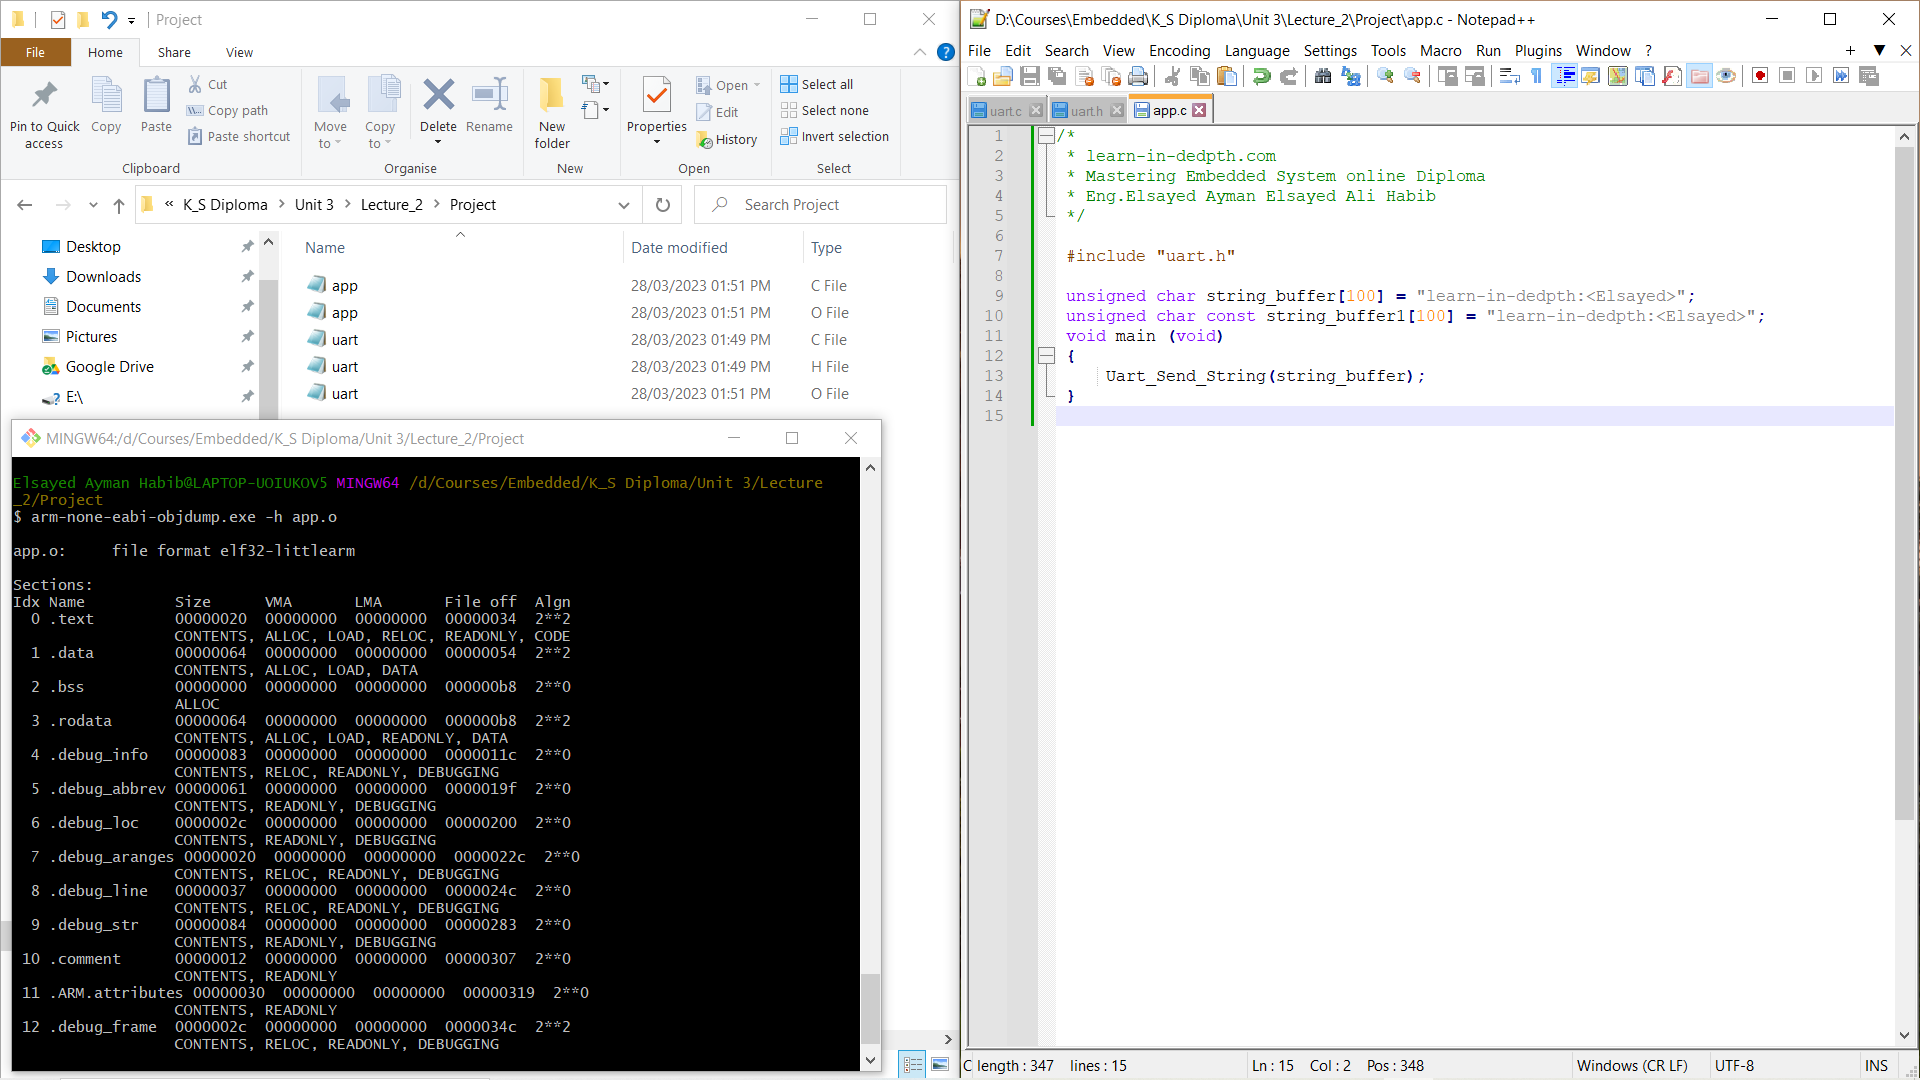 Project
File Home Share View
Pin to Quick access
Copy
Paste
Cut
Copy path
Paste shortcut
Clipboard
Move to
Copy to
Delete
Rename
Organise
New folder
New
Properties
Open
Edit
History
Open
Select all
Select none
Invert selection
Select
« K_S Diploma > Unit 3 > Lecture_2 > Project
Search Project
Desktop
Downloads
Documents
Pictures
Google Drive
E:\
Name Date modified Type
app 28/03/2023 01:51 PM C File
app 28/03/2023 01:51 PM O File
uart 28/03/2023 01:49 PM C File
uart 28/03/2023 01:49 PM H File
uart 28/03/2023 01:51 PM O File
MINGW64:/d/Courses/Embedded/K_S Diploma/Unit 3/Lecture_2/Project
Elsayed Ayman Habib@LAPTOP-UOIUKOV5 MINGW64 /d/Courses/Embedded/K_S Diploma/Unit 3/Lecture
_2/Project
$ arm-none-eabi-objdump.exe -h app.o
app.o:     file format elf32-littlearm
Sections:
Idx Name          Size      VMA       LMA       File off  Algn
  0 .text         00000020  00000000  00000000  00000034  2**2
                  CONTENTS, ALLOC, LOAD, RELOC, READONLY, CODE
  1 .data         00000064  00000000  00000000  00000054  2**2
                  CONTENTS, ALLOC, LOAD, DATA
  2 .bss          00000000  00000000  00000000  000000b8  2**0
                  ALLOC
  3 .rodata       00000064  00000000  00000000  000000b8  2**2
                  CONTENTS, ALLOC, LOAD, READONLY, DATA
  4 .debug_info   00000083  00000000  00000000  0000011c  2**0
                  CONTENTS, RELOC, READONLY, DEBUGGING
  5 .debug_abbrev 00000061  00000000  00000000  0000019f  2**0
                  CONTENTS, READONLY, DEBUGGING
  6 .debug_loc    0000002c  00000000  00000000  00000200  2**0
                  CONTENTS, READONLY, DEBUGGING
  7 .debug_aranges 00000020  00000000  00000000  0000022c  2**0
                  CONTENTS, RELOC, READONLY, DEBUGGING
  8 .debug_line   00000037  00000000  00000000  0000024c  2**0
                  CONTENTS, RELOC, READONLY, DEBUGGING
  9 .debug_str    00000084  00000000  00000000  00000283  2**0
                  CONTENTS, READONLY, DEBUGGING
 10 .comment      00000012  00000000  00000000  00000307  2**0
                  CONTENTS, READONLY
 11 .ARM.attributes 00000030  00000000  00000000  00000319  2**0
                  CONTENTS, READONLY
 12 .debug_frame  0000002c  00000000  00000000  0000034c  2**2
                  CONTENTS, RELOC, READONLY, DEBUGGING
D:\Courses\Embedded\K_S Diploma\Unit 3\Lecture_2\Project\app.c - Notepad++
File Edit Search View Encoding Language Settings Tools Macro Run Plugins Window ?
uart.c uart.h app.c
1 /*
2 * learn-in-dedpth.com
3 * Mastering Embedded System online Diploma
4 * Eng.Elsayed Ayman Elsayed Ali Habib
5 */
6
7 #include "uart.h"
8
9 unsigned char string_buffer[100] = "learn-in-dedpth:<Elsayed>";
10 unsigned char const string_buffer1[100] = "learn-in-dedpth:<Elsayed>";
11 void main (void)
12 {
13     Uart_Send_String(string_buffer);
14 }
15
C length : 347 lines : 15 Ln : 15 Col : 2 Pos : 348 Windows (CR LF) UTF-8 INS